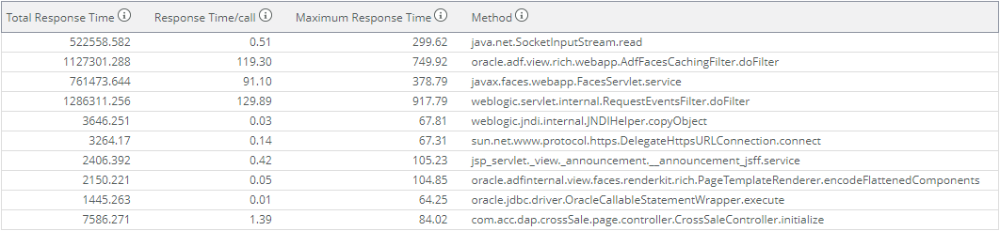 Total Response Time Response Time/call Maximum Response Time Method
522558.582 0.51 299.62 java.net.SocketInputStream.read
1127301.288 119.30 749.92 oracle.adf.view.rich.webapp.AdfFacesCachingFilter.doFilter
761473.644 91.10 378.79 javax.faces.webapp.FacesServlet.service
1286311.256 129.89 917.79 weblogic.servlet.internal.RequestEventsFilter.doFilter
3646.251 0.03 67.81 weblogic.jndi.internal.JNDIHelper.copyObject
3264.17 0.14 67.31 sun.net.www.protocol.https.DelegateHttpsURLConnection.connect
2406.392 0.42 105.23 jsp_servlet._view._announcement.__announcement_jsff.service
2150.221 0.05 104.85 oracle.adfinternal.view.faces.renderkit.rich.PageTemplateRenderer.encodeFlattenedComponents
1445.263 0.01 64.25 oracle.jdbc.driver.OracleCallableStatementWrapper.execute
7586.271 1.39 84.02 com.acc.dap.crossSale.page.controller.CrossSaleController.initialize